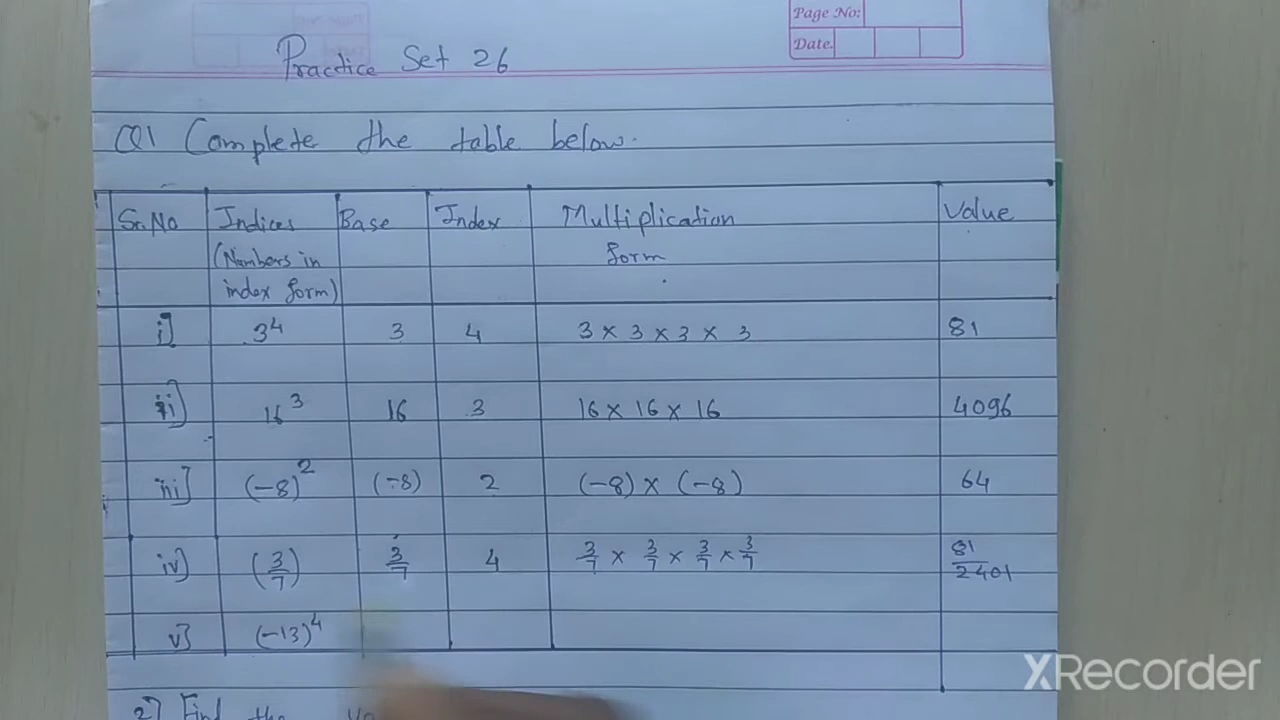 Page No:
Date.
Practice Set 26
Q1 Complete the table below.
Sr.No Indices Base Index Multiplication Value
(Numbers in form
index form)
i] 3⁴ 3 4 3 × 3 × 3 × 3 81
ii) 16³ 16 3 16 × 16 × 16 4096
iii] (-8)² (-8) 2 (-8) × (-8) 64
iv) (3/7) 3/7 4 3/7 × 3/7 × 3/7 × 3/7 81/2401
v] (-13)⁴
2] Find the
XRecorder